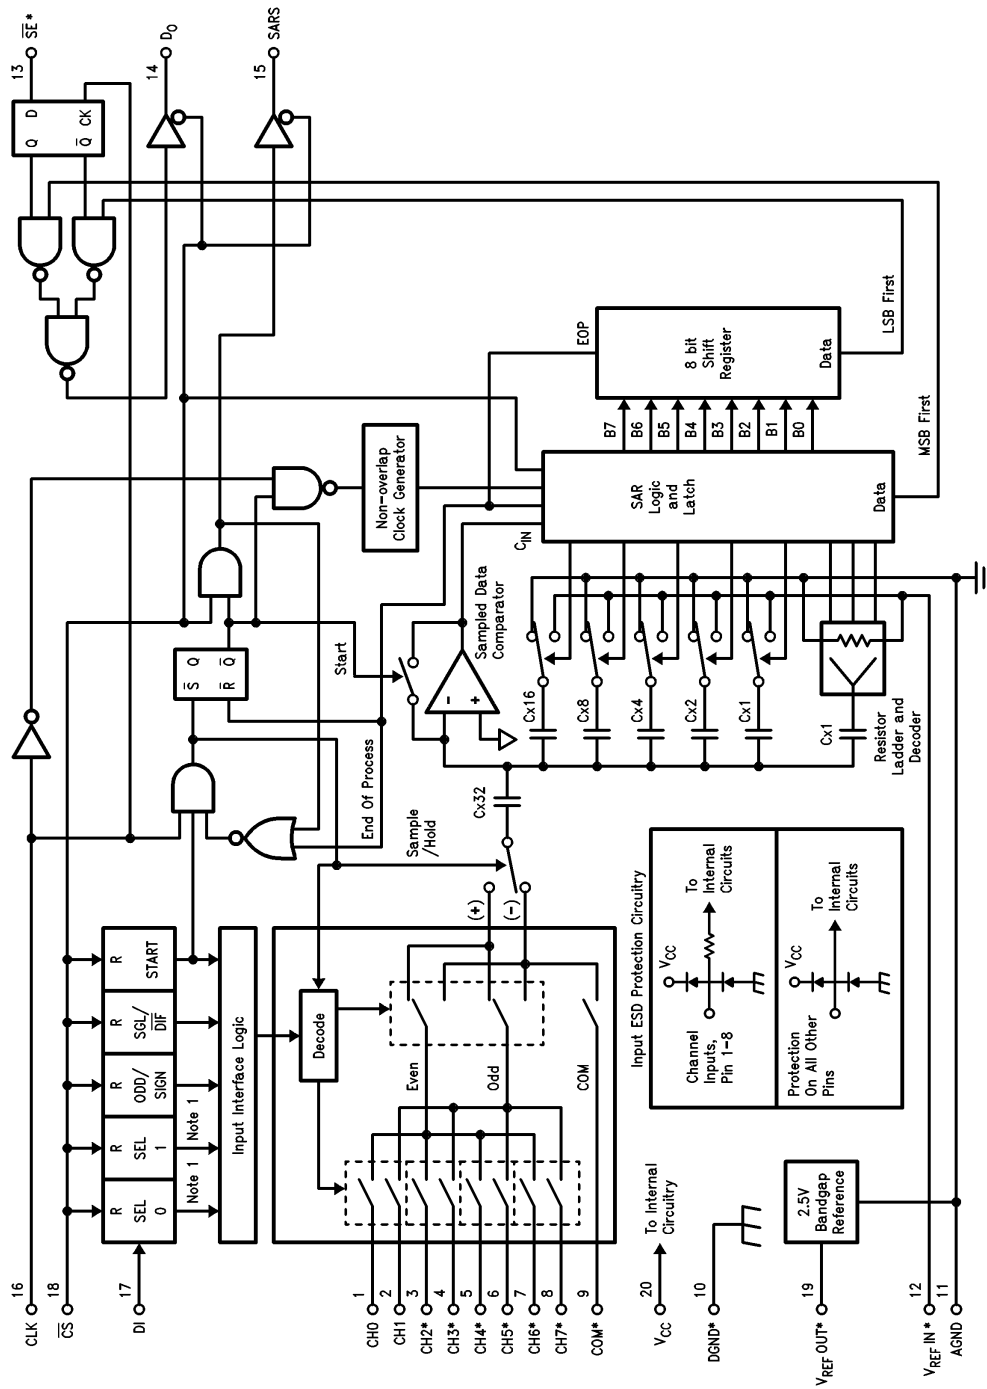 CLK
16
C̅S̅
18
DI
17
R
SEL
0
R
SEL
1
R
ODD/
SIGN
R
SGL/
D̅I̅F̅
R
START
Note 1
Note 1
Input Interface Logic
Decode
Even
Odd
COM
(+)
(-)
CH0
1
CH1
2
CH2*
3
CH3*
4
CH4*
5
CH5*
6
CH6*
7
CH7*
8
COM*
9
VCC
20
To Internal
Circuitry
DGND*
10
VREF OUT*
19
2.5V
Bandgap
Reference
VREF IN*
12
AGND
11
Input ESD Protection Circuitry
Channel
Inputs,
Pin 1-8
VCC
To
Internal
Circuits
Protection
On All Other
Pins
VCC
To
Internal
Circuits
Sample
/Hold
End Of Process
Cx32
S̅
Q
R̅
Q̅
Start
-
+
Sampled Data
Comparator
Cx16
Cx8
Cx4
Cx2
Cx1
Cx1
Resistor
Ladder and
Decoder
Non-overlap
Clock Generator
CIN
SAR
Logic
and
Latch
Data
MSB First
B7
B6
B5
B4
B3
B2
B1
B0
EOP
8 bit
Shift
Register
Data
LSB First
Q
D
Q̅
CK
13
S̅E̅*
14
DO
15
SARS